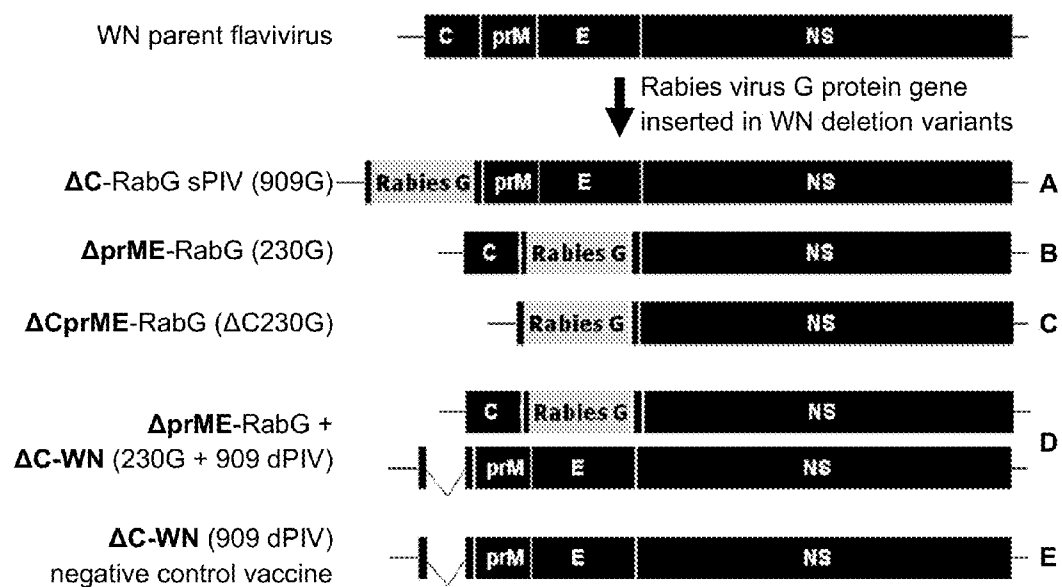 WN parent flavivirus
C prM E NS
Rabies virus G protein gene
inserted in WN deletion variants
ΔC-RabG sPIV (909G)
Rabies G prM E NS
A
ΔprME-RabG (230G)
C Rabies G NS
B
ΔCprME-RabG (ΔC230G)
Rabies G NS
C
ΔprME-RabG +
ΔC-WN (230G + 909 dPIV)
C Rabies G NS
prM E NS
D
ΔC-WN (909 dPIV)
negative control vaccine
prM E NS
E